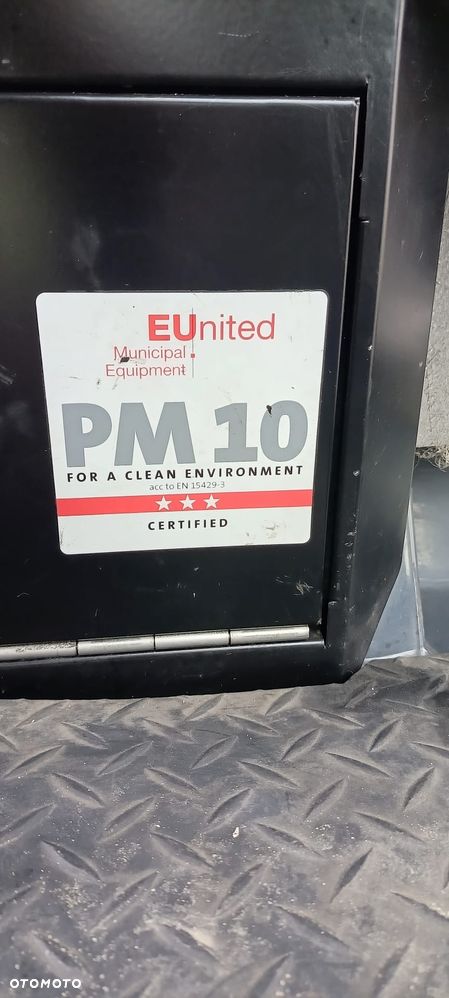 EUnited
Municipal
Equipment
PM 10
FOR A CLEAN ENVIRONMENT
acc to EN 15429-3
CERTIFIED
OTOMOTO